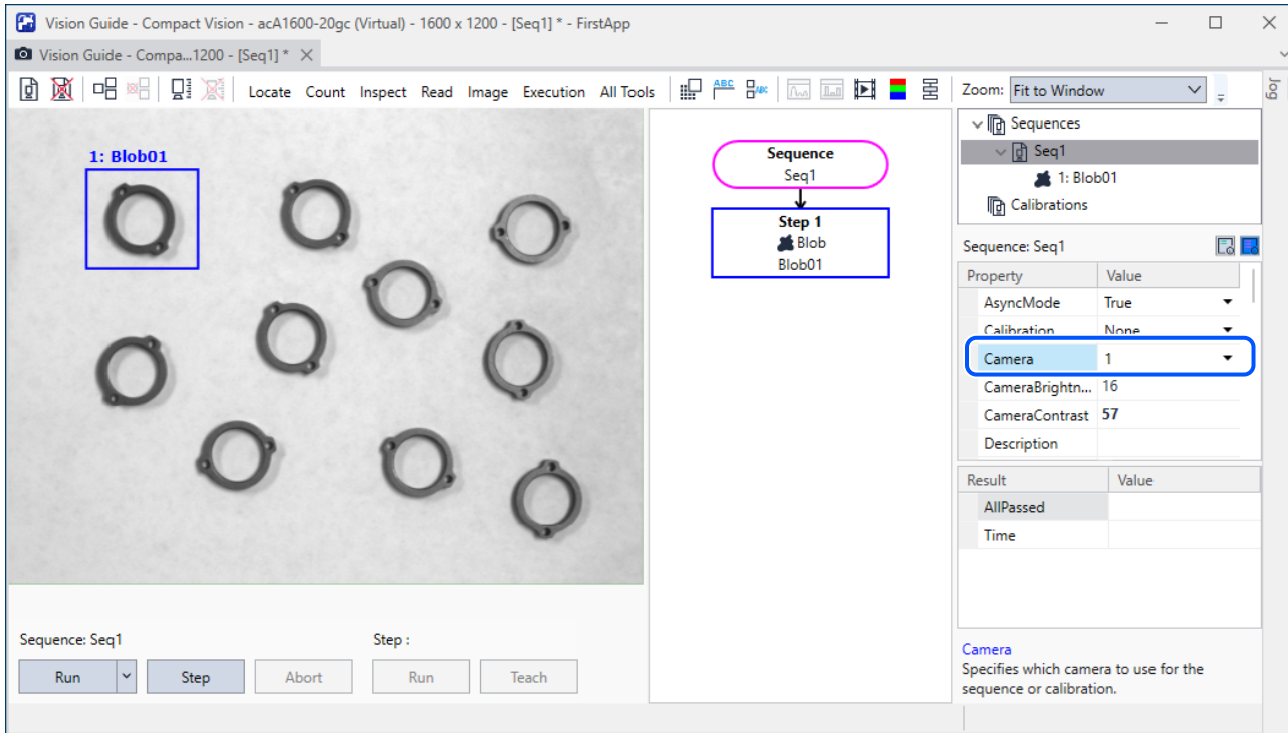 Vision Guide - Compact Vision - acA1600-20gc (Virtual) - 1600 x 1200 - [Seq1] * - FirstApp
Vision Guide - Compa...1200 - [Seq1] *
Locate Count Inspect Read Image Execution All Tools
ABC
ABC
Zoom: Fit to Window
Jog
1: Blob01
Sequence
Seq1
Step 1
Blob
Blob01
Sequences
Seq1
1: Blob01
Calibrations
Sequence: Seq1
Property Value
AsyncMode True
Calibration None
Camera 1
CameraBrightn... 16
CameraContrast 57
Description
Result Value
AllPassed
Time
Sequence: Seq1 Step :
Run Step Abort Run Teach
Camera
Specifies which camera to use for the
sequence or calibration.